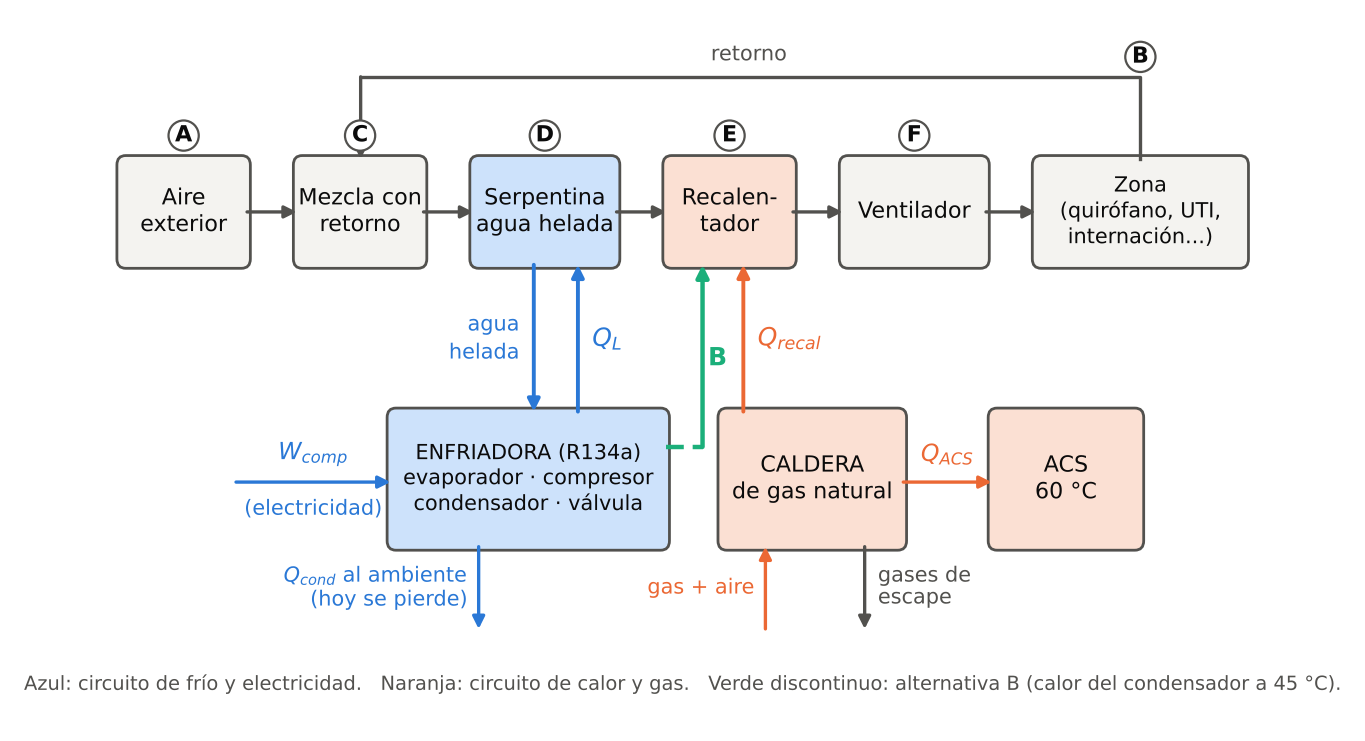 retorno
B
A
C
D
E
F
Aire
exterior
Mezcla con
retorno
Serpentina
agua helada
Recalen-
tador
Ventilador
Zona
(quirófano, UTI,
internación...)
agua
helada
Q_L
B
Q_recal
W_comp
(electricidad)
ENFRIADORA (R134a)
evaporador · compresor
condensador · válvula
CALDERA
de gas natural
Q_ACS
ACS
60 °C
Q_cond al ambiente
(hoy se pierde)
gas + aire
gases de
escape
Azul: circuito de frío y electricidad. Naranja: circuito de calor y gas. Verde discontinuo: alternativa B (calor del condensador a 45 °C).